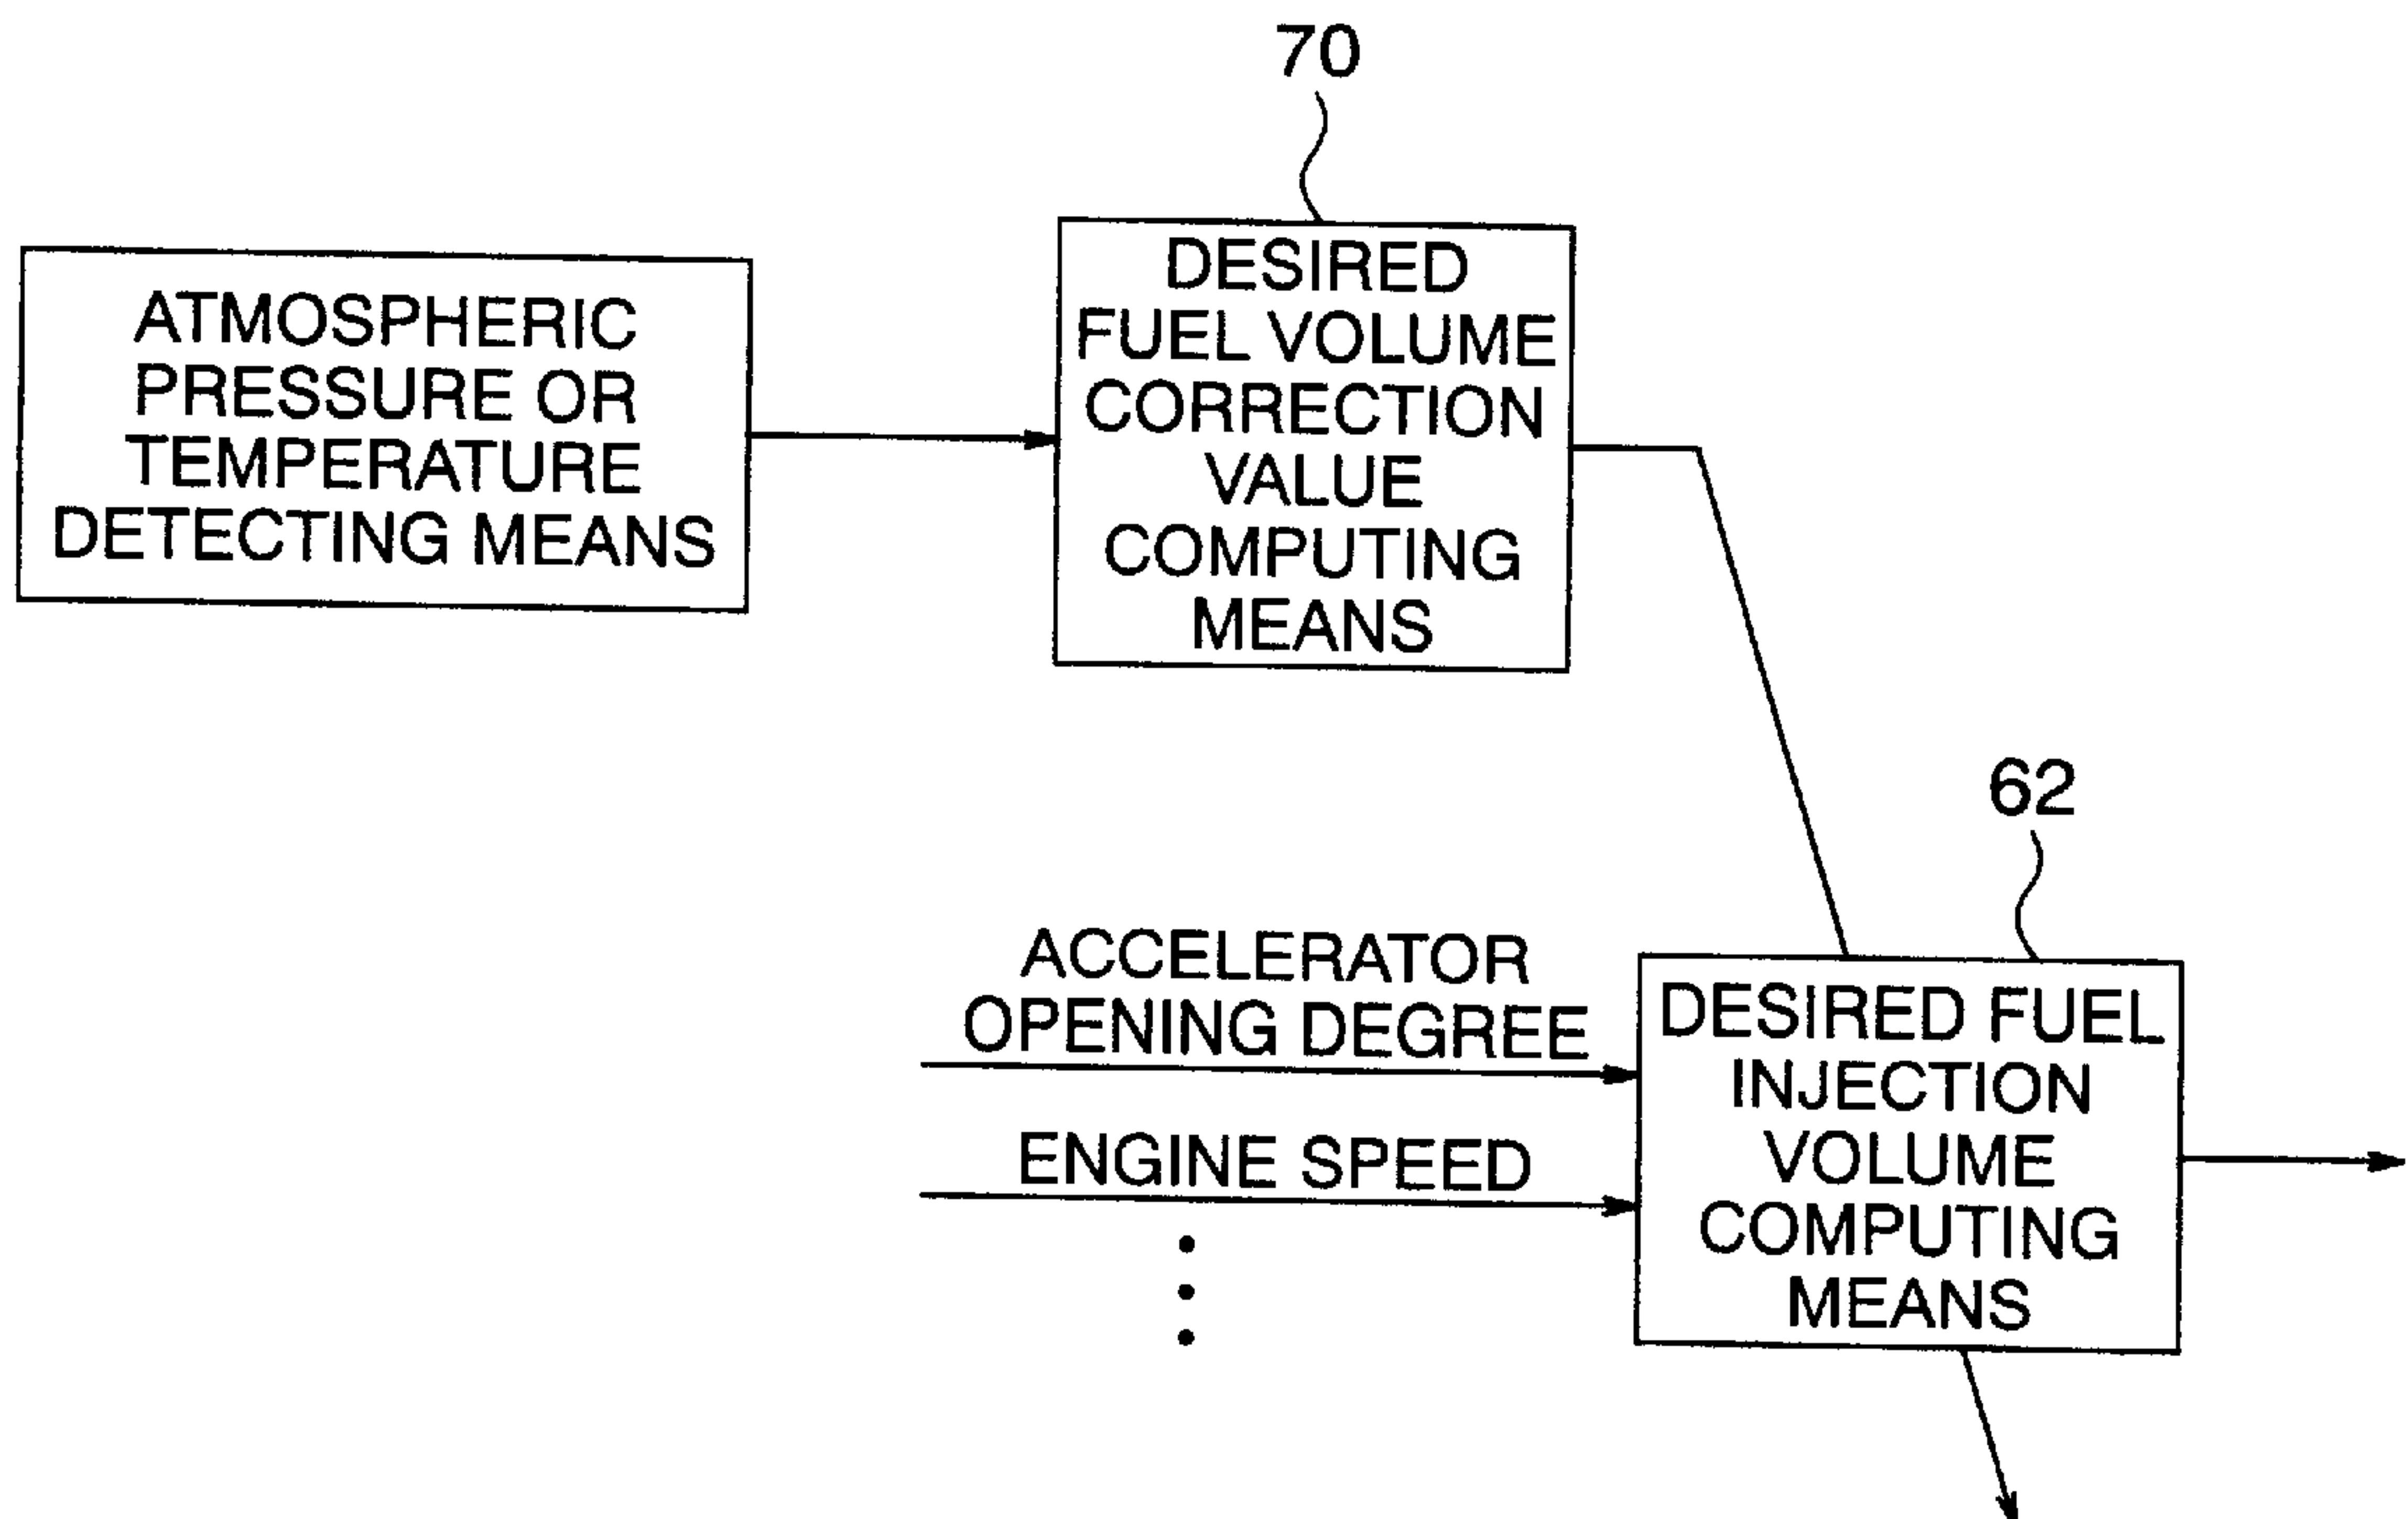 70
ATMOSPHERIC
PRESSURE OR
TEMPERATURE
DETECTING MEANS
DESIRED
FUEL VOLUME
CORRECTION
VALUE
COMPUTING
MEANS
62
ACCELERATOR
OPENING DEGREE
ENGINE SPEED
DESIRED FUEL
INJECTION
VOLUME
COMPUTING
MEANS